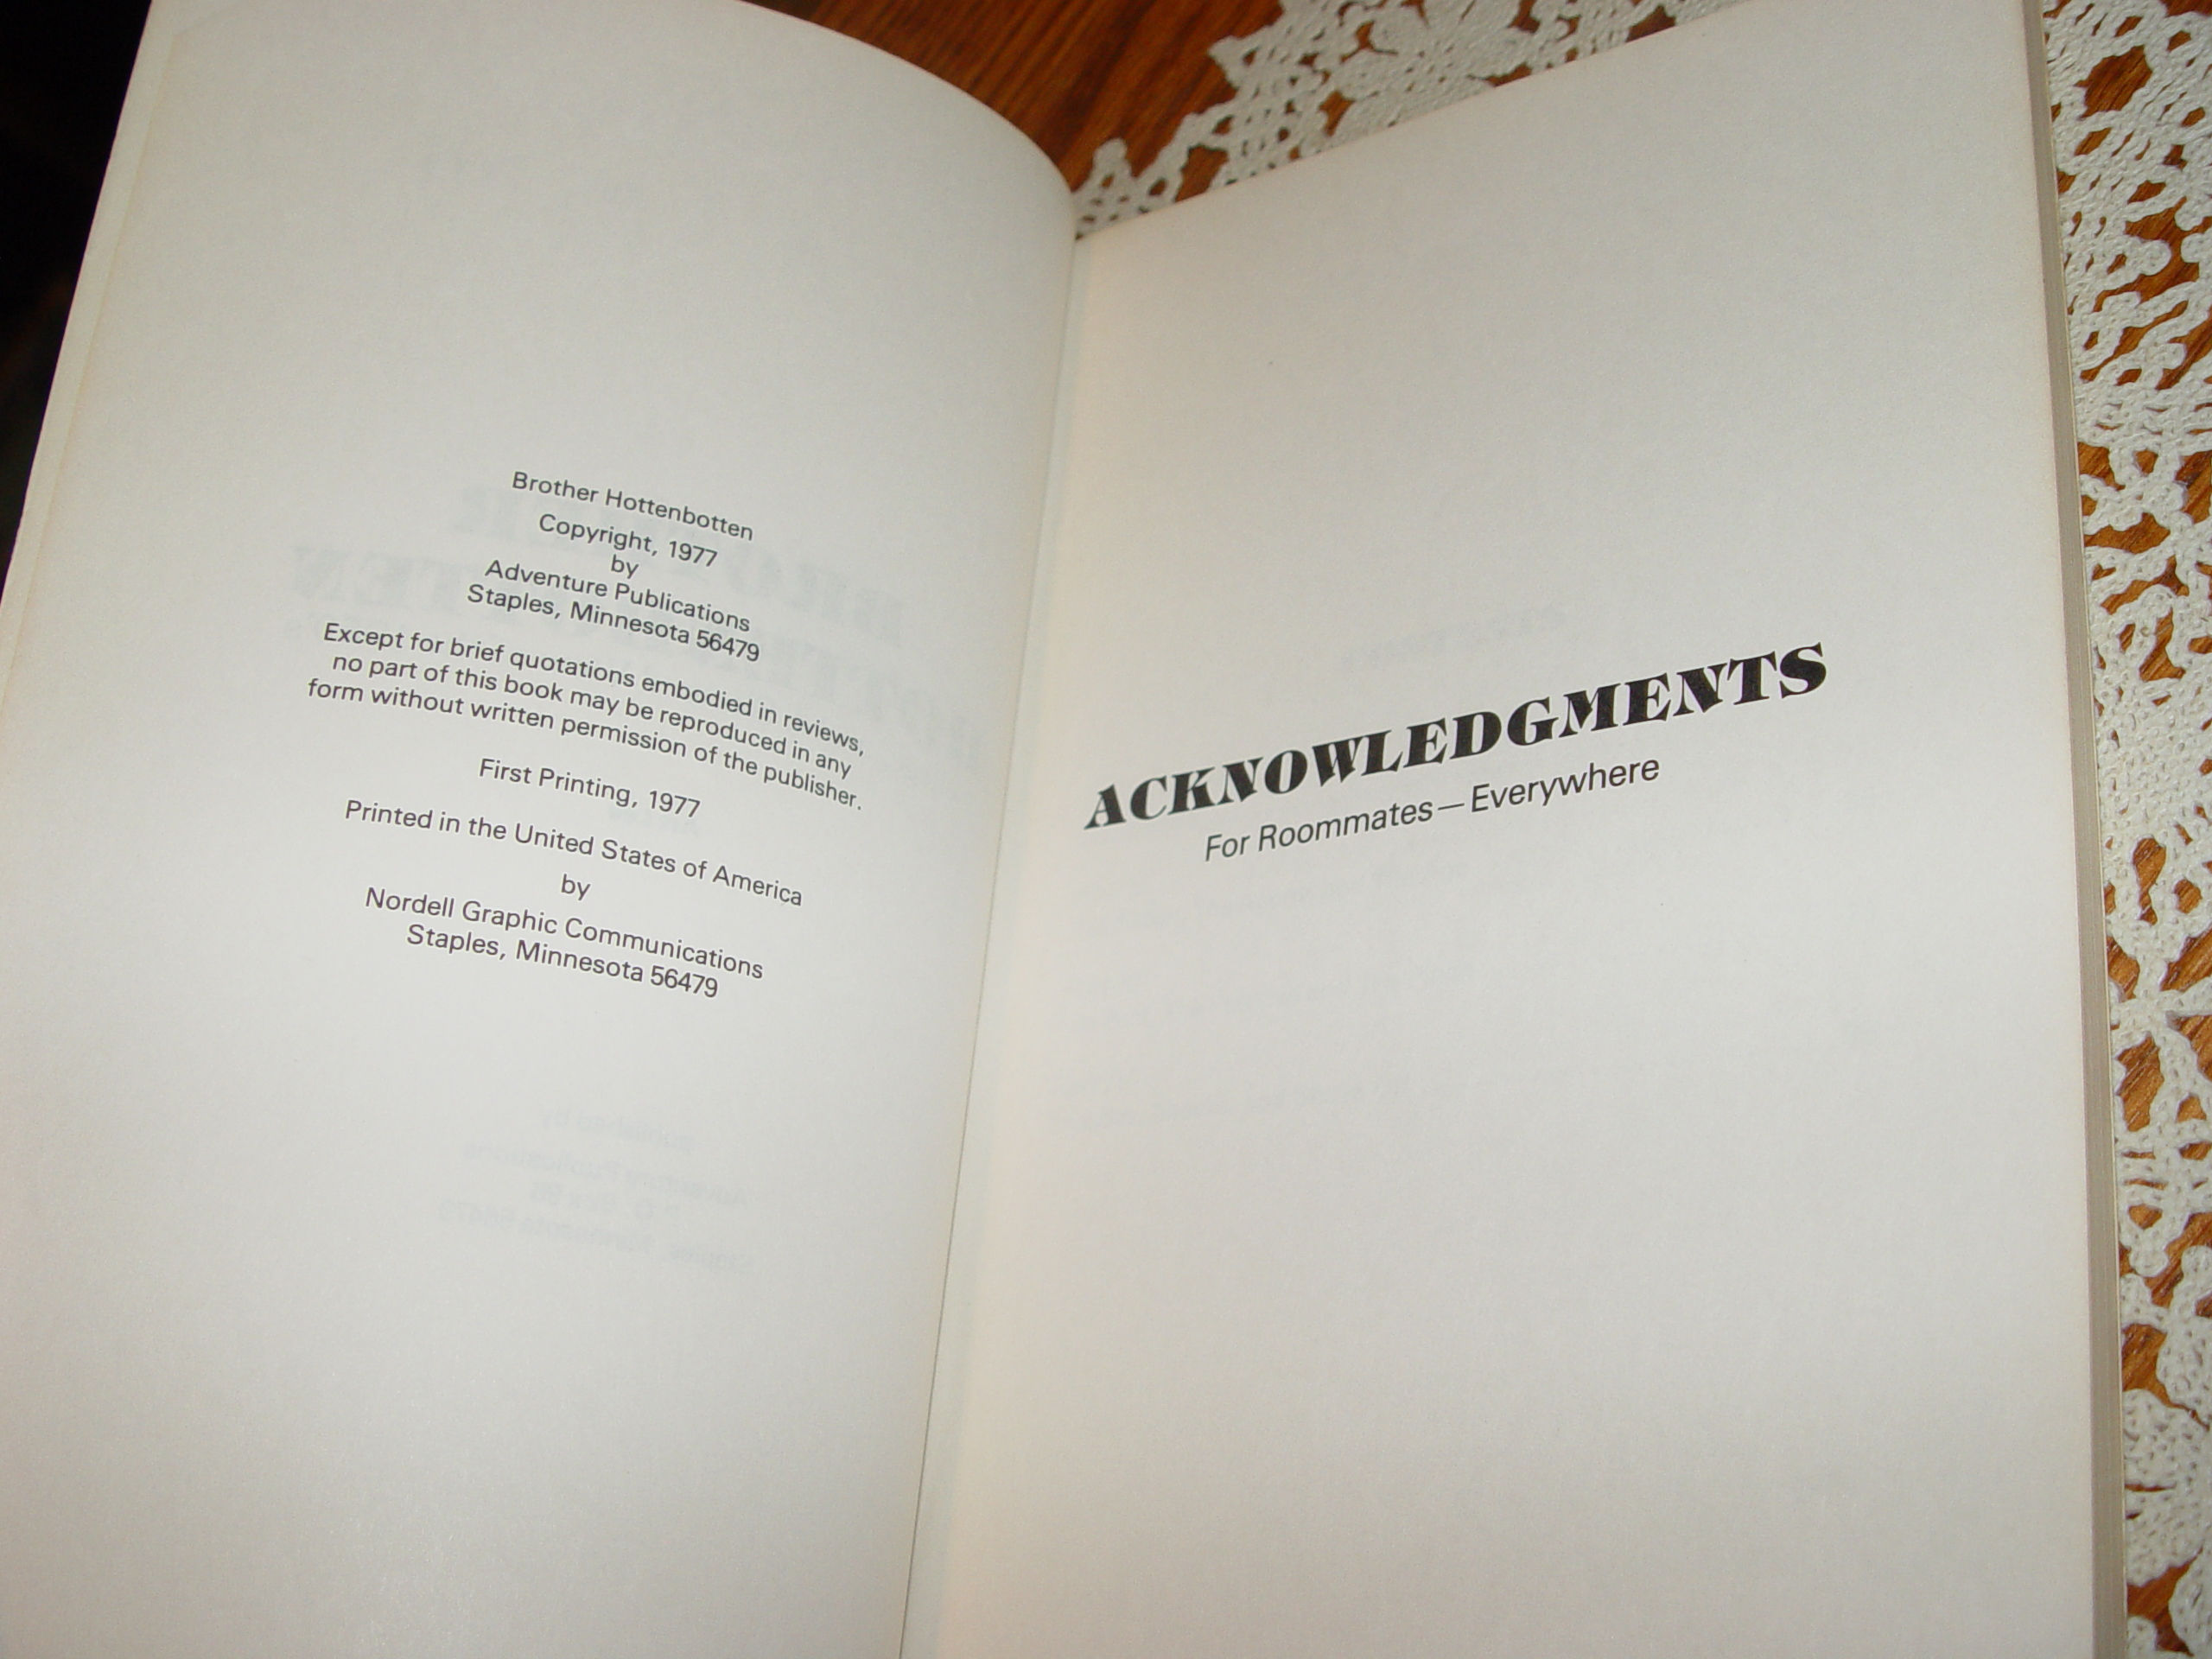 Brother Hottenbotten
Copyright, 1977
by
Adventure Publications
Staples, Minnesota 56479
Except for brief quotations embodied in reviews,
no part of this book may be reproduced in any
form without written permission of the publisher.
First Printing, 1977
Printed in the United States of America
by
Nordell Graphic Communications
Staples, Minnesota 56479
ACKNOWLEDGMENTS
For Roommates—Everywhere